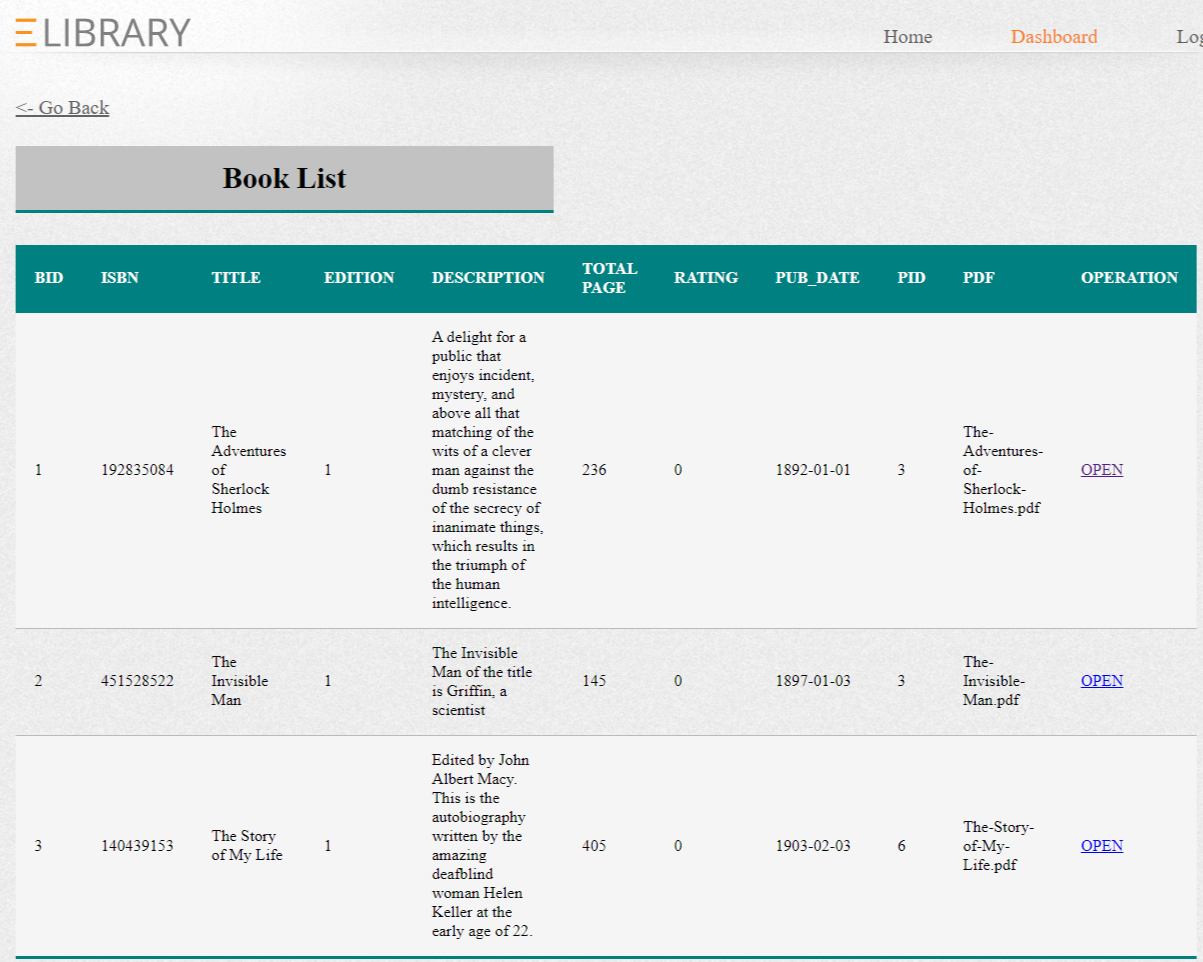 ELIBRARY
Home Dashboard Log
<- Go Back
Book List
BID ISBN TITLE EDITION DESCRIPTION TOTAL PAGE RATING PUB_DATE PID PDF OPERATION
1
192835084
The
Adventures
of
Sherlock
Holmes
1
A delight for a
public that
enjoys incident,
mystery, and
above all that
matching of the
wits of a clever
man against the
dumb resistance
of the secrecy of
inanimate things,
which results in
the triumph of
the human
intelligence.
236
0
1892-01-01
3
The-
Adventures-
of-
Sherlock-
Holmes.pdf
OPEN
2
451528522
The
Invisible
Man
1
The Invisible
Man of the title
is Griffin, a
scientist
145
0
1897-01-03
3
The-
Invisible-
Man.pdf
OPEN
3
140439153
The Story
of My Life
1
Edited by John
Albert Macy.
This is the
autobiography
written by the
amazing
deafblind
woman Helen
Keller at the
early age of 22.
405
0
1903-02-03
6
The-Story-
of-My-
Life.pdf
OPEN